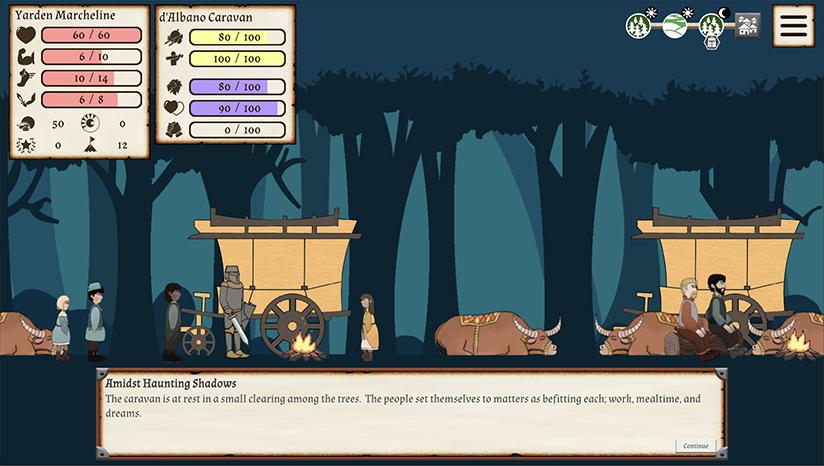 Yarden Marcheline
60 / 60
6 / 10
10 / 14
6 / 8
50 0
0 12
d'Albano Caravan
80 / 100
100 / 100
80 / 100
90 / 100
0 / 100
Amidst Haunting Shadows
The caravan is at rest in a small clearing among the trees. The people set themselves to matters as befitting each; work, mealtime, and
dreams.
Continue